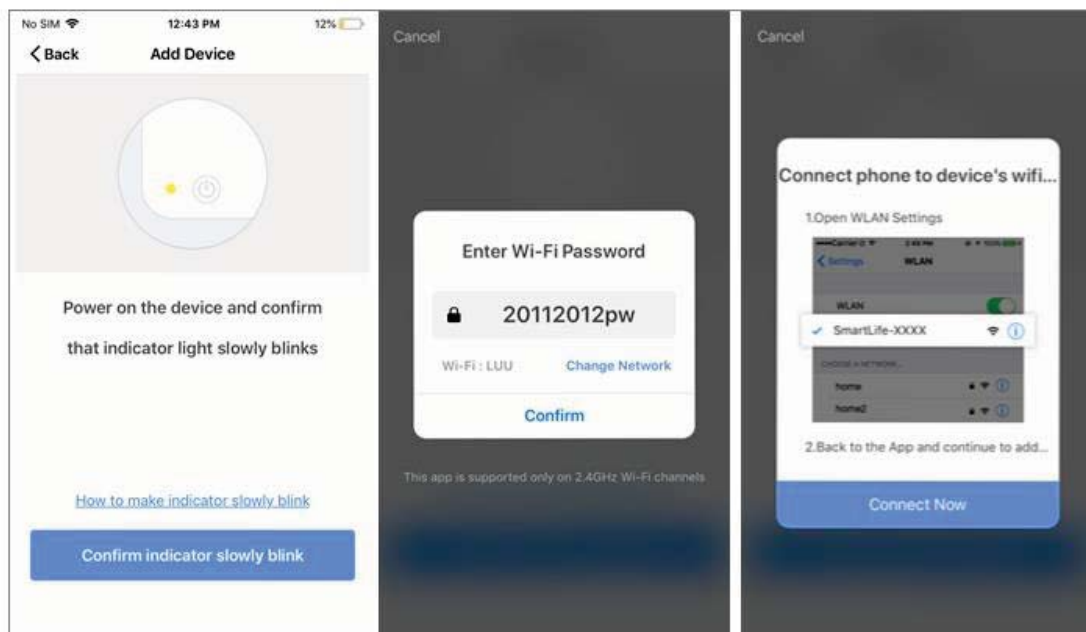 No SIM 12:43 PM 12%
Back Add Device
Power on the device and confirm
that indicator light slowly blinks
How to make indicator slowly blink
Confirm indicator slowly blink
Cancel
Enter Wi-Fi Password
20112012pw
Wi-Fi : LUU Change Network
Confirm
This app is supported only on 2.4GHz Wi-Fi channels
Cancel
Connect phone to device's wifi...
1.Open WLAN Settings
Settings WLAN
WLAN
SmartLife-XXXX
CHOOSE A NETWORK...
home
home2
2.Back to the App and continue to add...
Connect Now